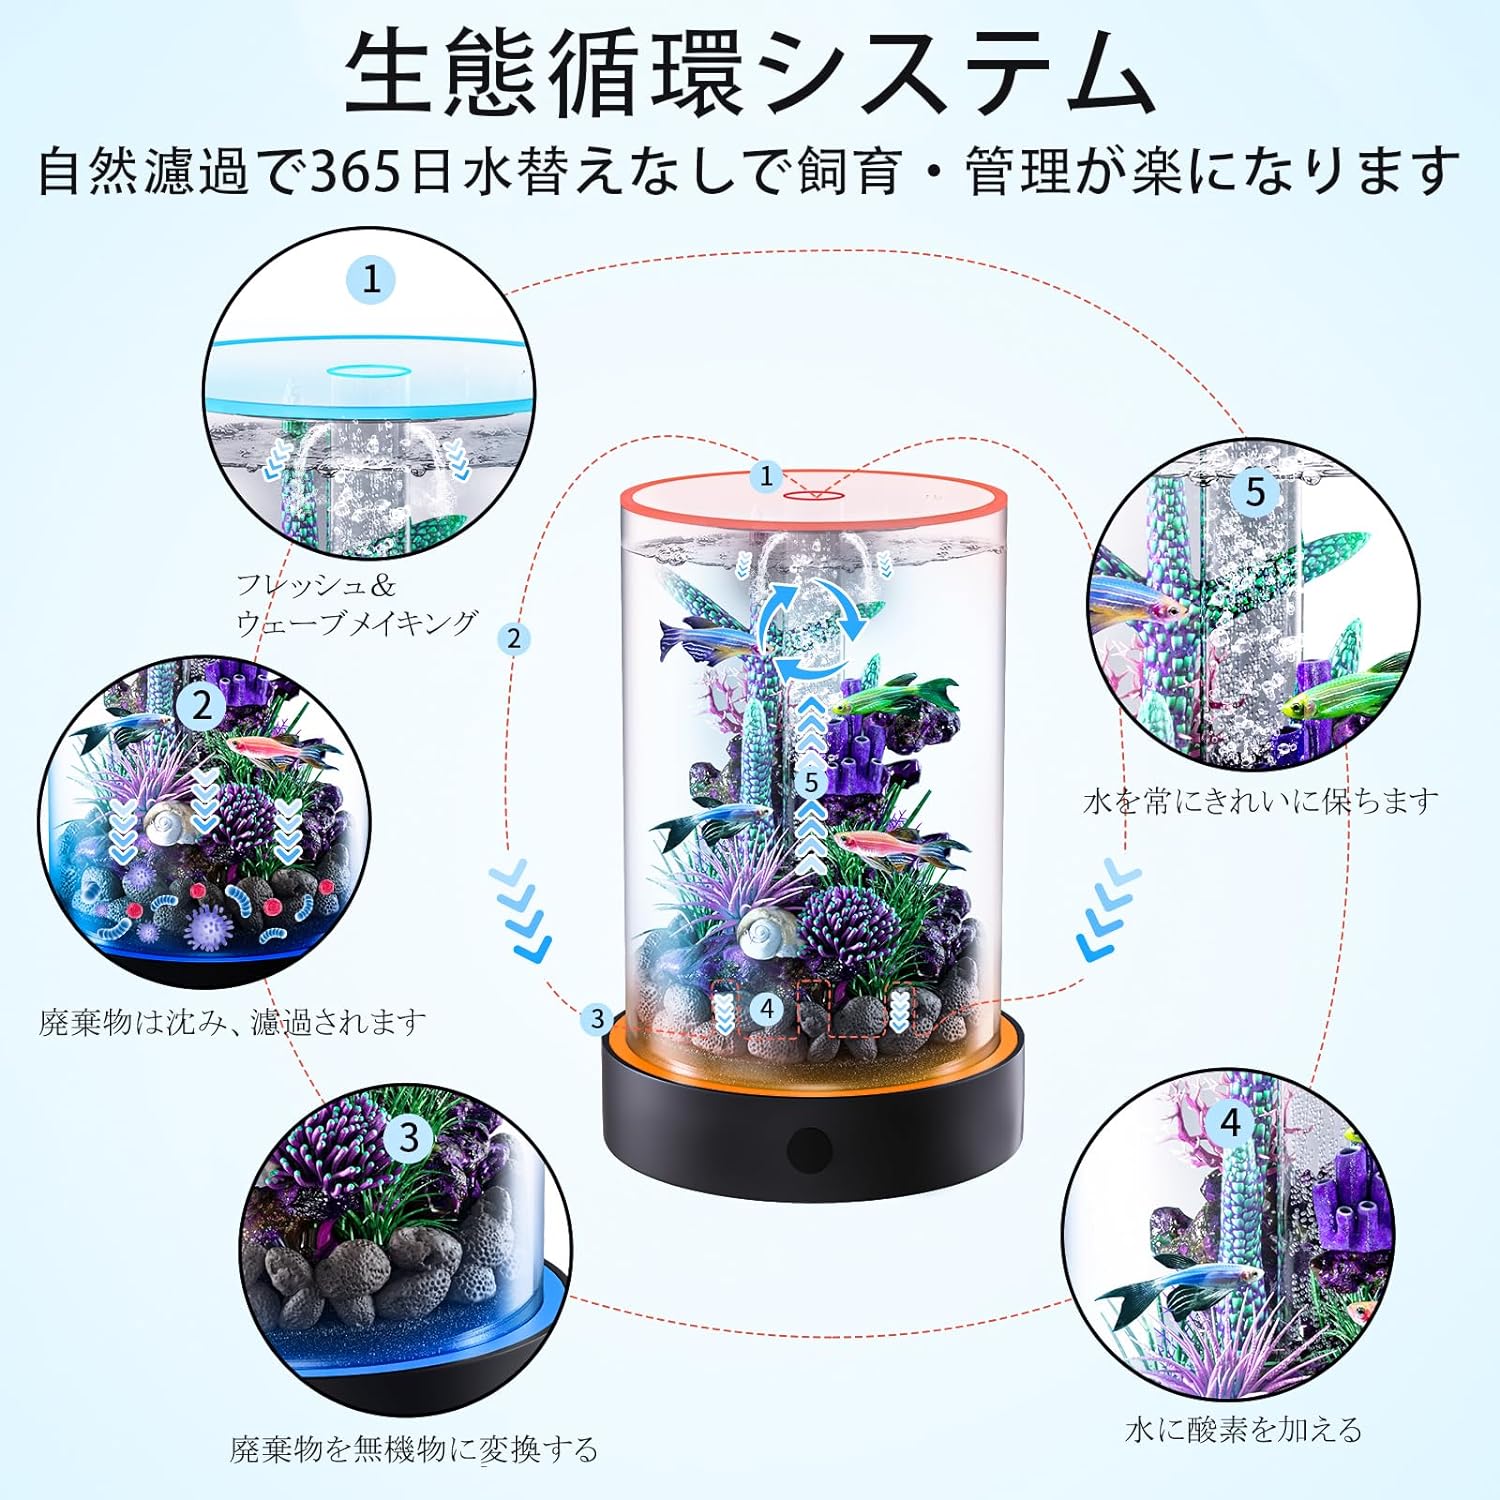 生態循環システム
自然濾過で365日水替えなしで飼育・管理が楽になります
1
フレッシュ&
ウェーブメイキング
2
廃棄物は沈み、濾過されます
3
廃棄物を無機物に変換する
1
2
5
3
4
5
水を常にきれいに保ちます
4
水に酸素を加える